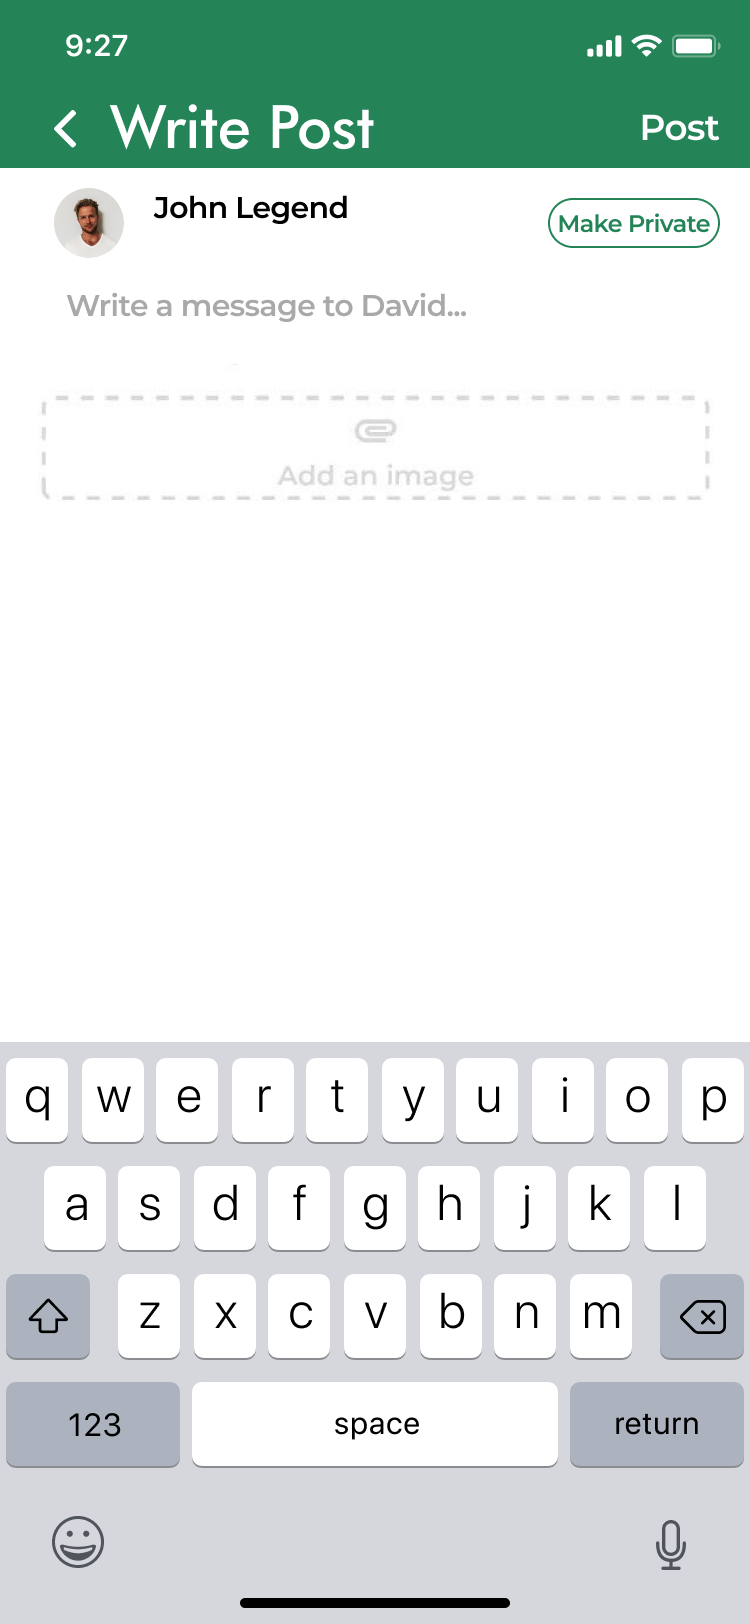 9:27
Write Post
Post
John Legend
Make Private
Write a message to David...
Add an image
q w e r t y u i o p
a s d f g h j k l
z x c v b n m
123 space return